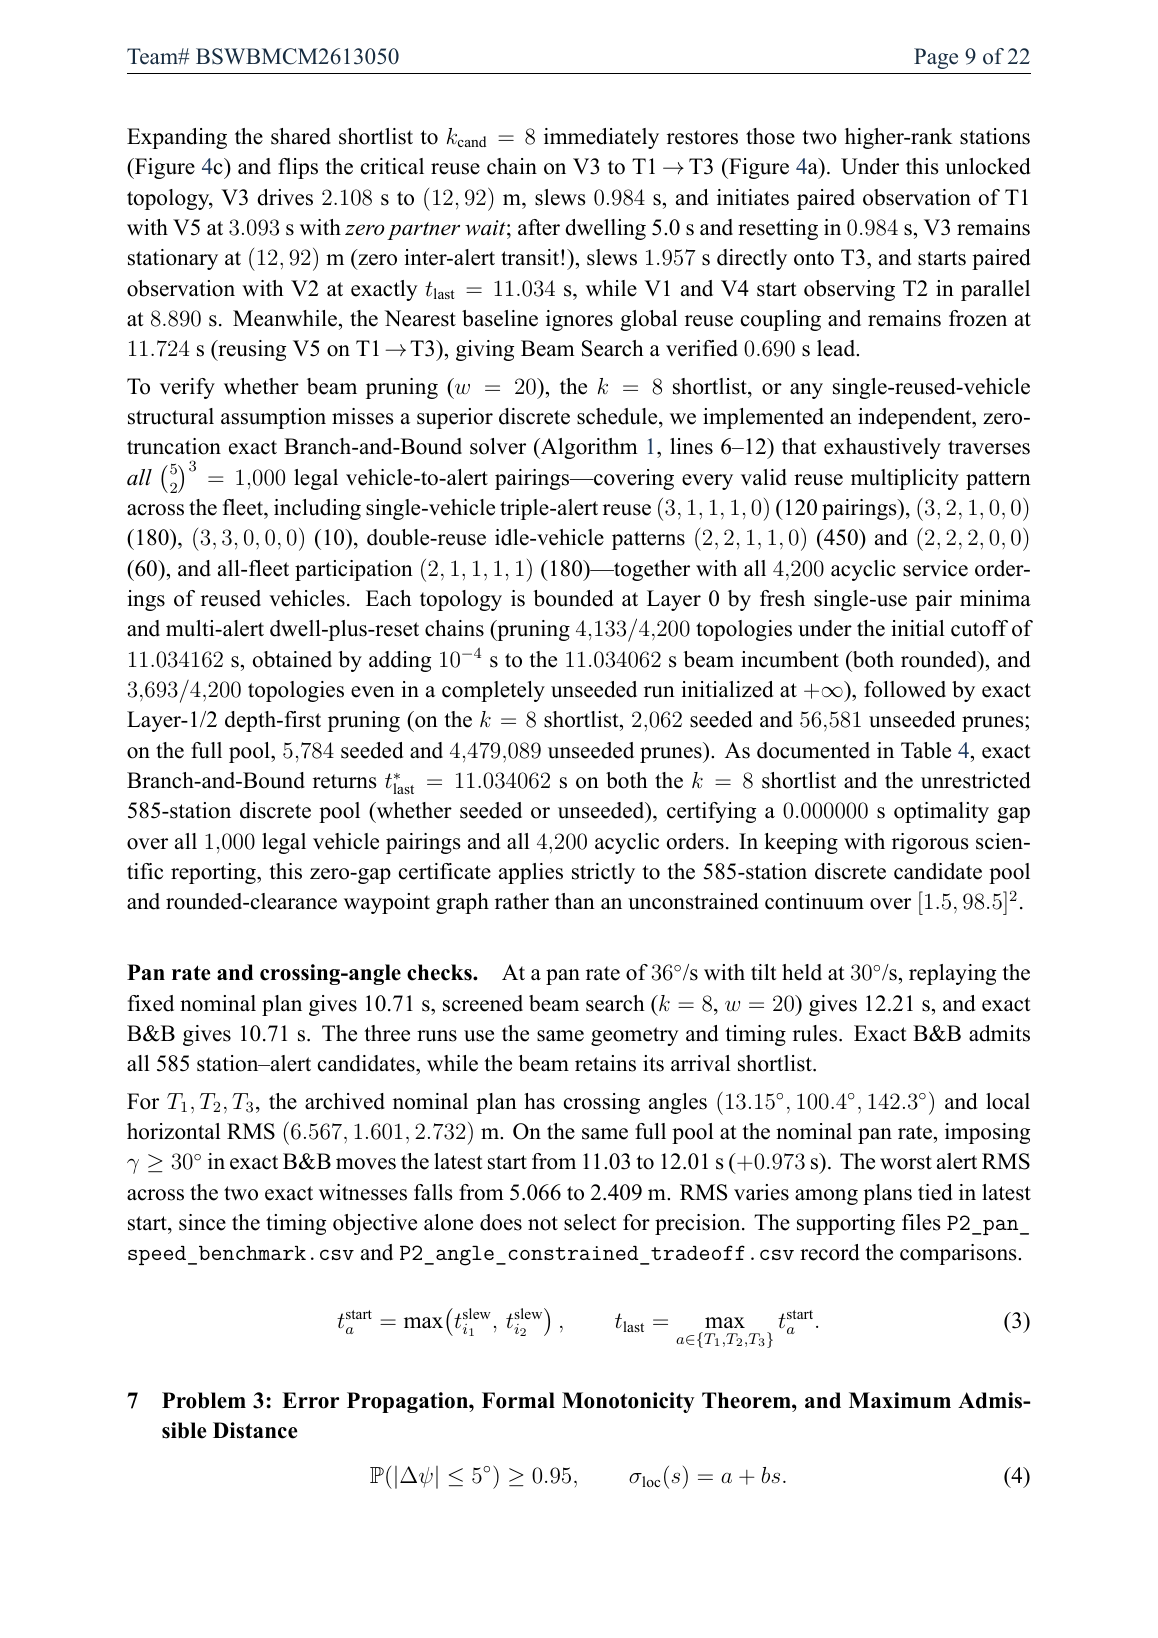 Team# BSWBMCM2613050 Page 9 of 22
Expanding the shared shortlist to k_cand = 8 immediately restores those two higher-rank stations
(Figure 4c) and flips the critical reuse chain on V3 to T1 → T3 (Figure 4a). Under this unlocked
topology, V3 drives 2.108 s to (12, 92) m, slews 0.984 s, and initiates paired observation of T1
with V5 at 3.093 s with zero partner wait; after dwelling 5.0 s and resetting in 0.984 s, V3 remains
stationary at (12, 92) m (zero inter-alert transit!), slews 1.957 s directly onto T3, and starts paired
observation with V2 at exactly t_last = 11.034 s, while V1 and V4 start observing T2 in parallel
at 8.890 s. Meanwhile, the Nearest baseline ignores global reuse coupling and remains frozen at
11.724 s (reusing V5 on T1 → T3), giving Beam Search a verified 0.690 s lead.
To verify whether beam pruning (w = 20), the k = 8 shortlist, or any single-reused-vehicle
structural assumption misses a superior discrete schedule, we implemented an independent, zero-
truncation exact Branch-and-Bound solver (Algorithm 1, lines 6–12) that exhaustively traverses
all (5 2)^3 = 1,000 legal vehicle-to-alert pairings—covering every valid reuse multiplicity pattern
across the fleet, including single-vehicle triple-alert reuse (3, 1, 1, 1, 0) (120 pairings), (3, 2, 1, 0, 0)
(180), (3, 3, 0, 0, 0) (10), double-reuse idle-vehicle patterns (2, 2, 1, 1, 0) (450) and (2, 2, 2, 0, 0)
(60), and all-fleet participation (2, 1, 1, 1, 1) (180)—together with all 4,200 acyclic service order-
ings of reused vehicles. Each topology is bounded at Layer 0 by fresh single-use pair minima
and multi-alert dwell-plus-reset chains (pruning 4,133/4,200 topologies under the initial cutoff of
11.034162 s, obtained by adding 10^−4 s to the 11.034062 s beam incumbent (both rounded), and
3,693/4,200 topologies even in a completely unseeded run initialized at +∞), followed by exact
Layer-1/2 depth-first pruning (on the k = 8 shortlist, 2,062 seeded and 56,581 unseeded prunes;
on the full pool, 5,784 seeded and 4,479,089 unseeded prunes). As documented in Table 4, exact
Branch-and-Bound returns t*_last = 11.034062 s on both the k = 8 shortlist and the unrestricted
585-station discrete pool (whether seeded or unseeded), certifying a 0.000000 s optimality gap
over all 1,000 legal vehicle pairings and all 4,200 acyclic orders. In keeping with rigorous scien-
tific reporting, this zero-gap certificate applies strictly to the 585-station discrete candidate pool
and rounded-clearance waypoint graph rather than an unconstrained continuum over [1.5, 98.5]².
Pan rate and crossing-angle checks. At a pan rate of 36°/s with tilt held at 30°/s, replaying the
fixed nominal plan gives 10.71 s, screened beam search (k = 8, w = 20) gives 12.21 s, and exact
B&B gives 10.71 s. The three runs use the same geometry and timing rules. Exact B&B admits
all 585 station–alert candidates, while the beam retains its arrival shortlist.
For T₁, T₂, T₃, the archived nominal plan has crossing angles (13.15°, 100.4°, 142.3°) and local
horizontal RMS (6.567, 1.601, 2.732) m. On the same full pool at the nominal pan rate, imposing
γ ≥ 30° in exact B&B moves the latest start from 11.03 to 12.01 s (+0.973 s). The worst alert RMS
across the two exact witnesses falls from 5.066 to 2.409 m. RMS varies among plans tied in latest
start, since the timing objective alone does not select for precision. The supporting files P2_pan_
speed_benchmark.csv and P2_angle_constrained_tradeoff.csv record the comparisons.
t_a^start = max(t_{i₁}^slew, t_{i₂}^slew), t_last = max_{a∈{T₁,T₂,T₃}} t_a^start. (3)
7 Problem 3: Error Propagation, Formal Monotonicity Theorem, and Maximum Admis-
sible Distance
ℙ(|Δψ| ≤ 5°) ≥ 0.95, σ_loc(s) = a + bs. (4)